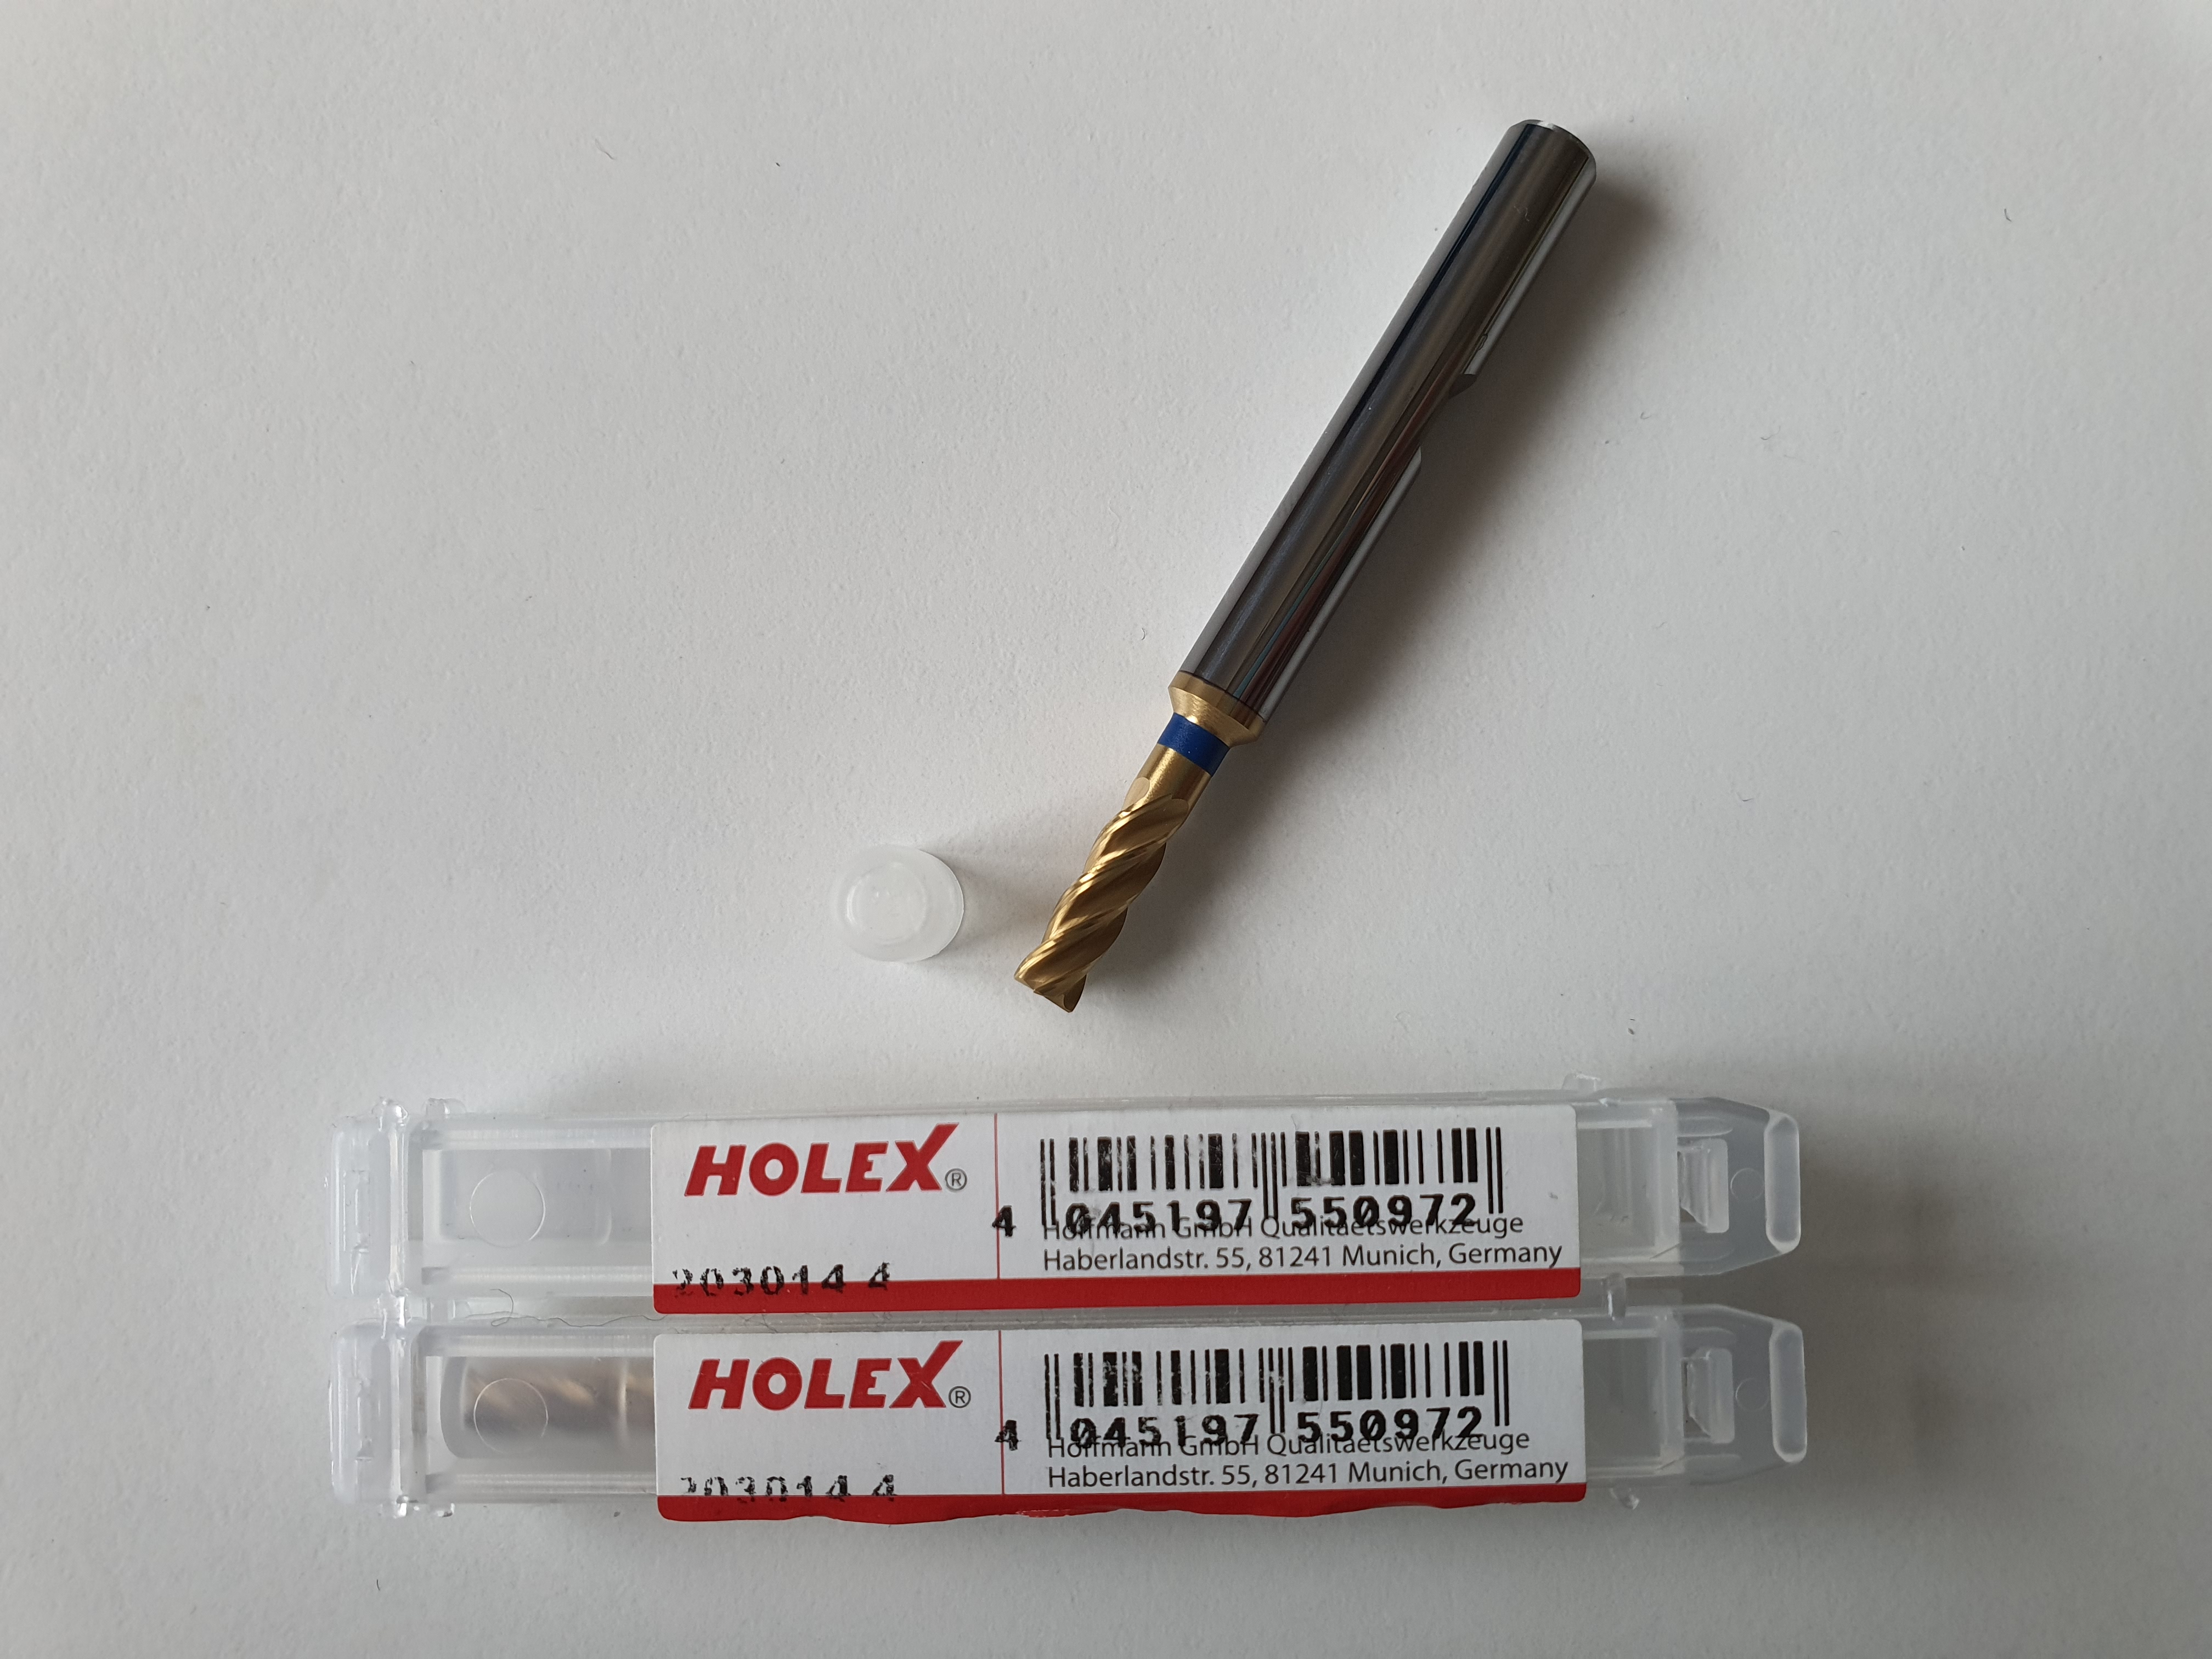 HOLEX®
4 045197 550972
Hoffmann GmbH Qualitaetswerkzeuge
Haberlandstr. 55, 81241 Munich, Germany
203014 4
HOLEX®
4 045197 550972
Hoffmann GmbH Qualitaetswerkzeuge
Haberlandstr. 55, 81241 Munich, Germany
203014 4